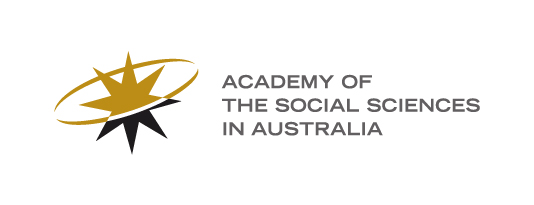 ACADEMY OF
THE SOCIAL SCIENCES
IN AUSTRALIA